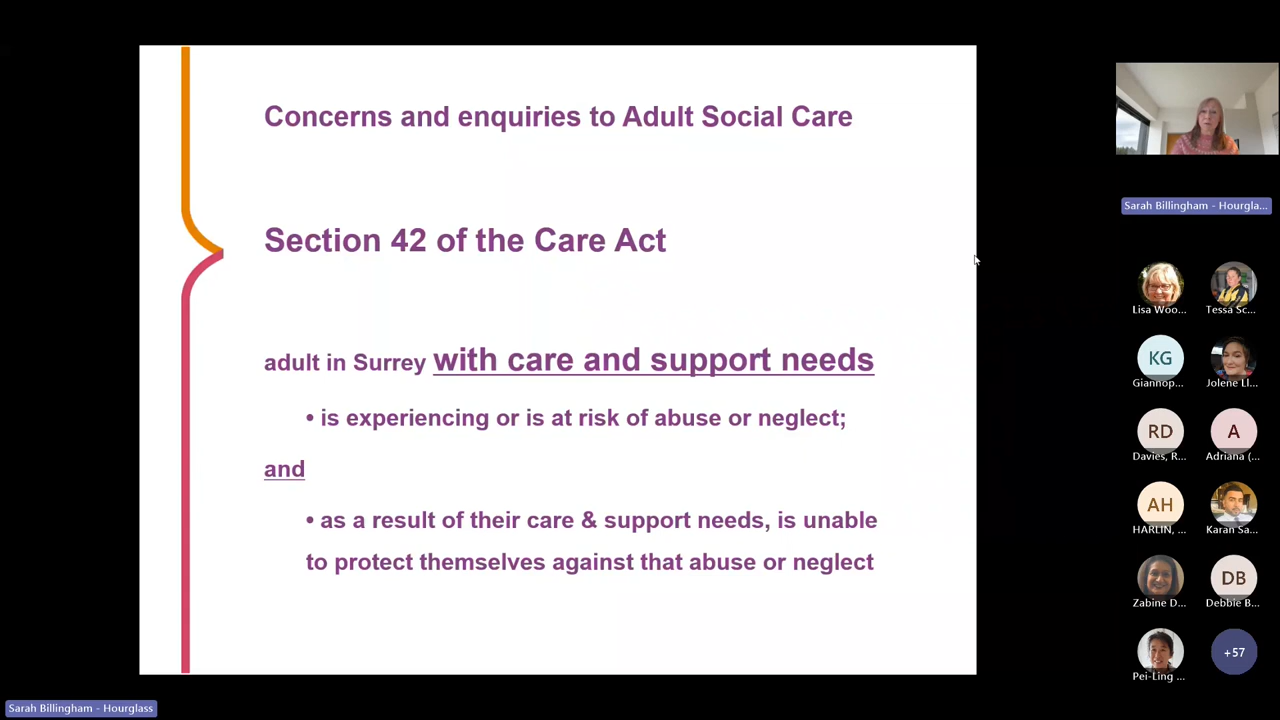 Concerns and enquiries to Adult Social Care
Section 42 of the Care Act
adult in Surrey with care and support needs
• is experiencing or is at risk of abuse or neglect;
and
• as a result of their care & support needs, is unable
to protect themselves against that abuse or neglect
Sarah Billingham - Hourgla...
Lisa Woo...
Tessa Sc...
KG
Giannop...
Jolene Ll...
RD
Davies, R...
A
Adriana (...
AH
HARLIN, ...
Karan Sa...
Zabine D...
DB
Debbie B...
Pei-Ling ...
+57
Sarah Billingham - Hourglass